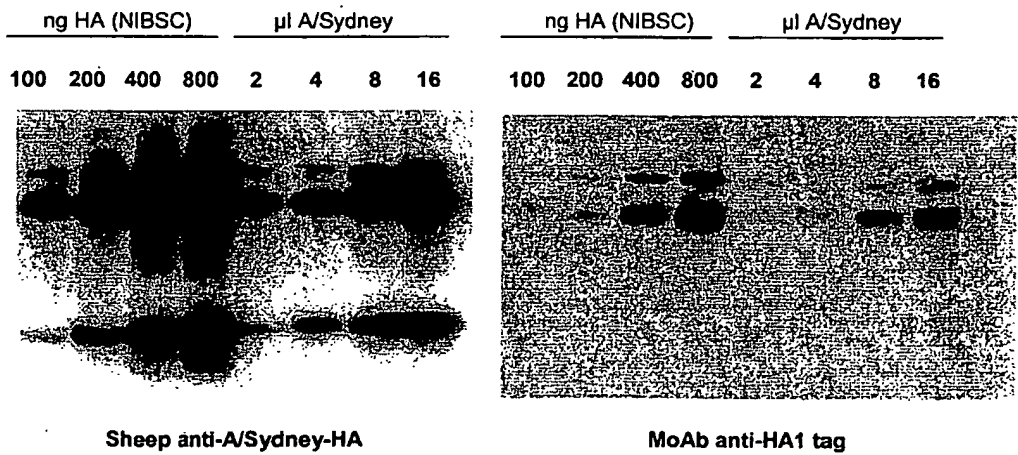 ng HA (NIBSC) µl A/Sydney
100 200 400 800 2 4 8 16
Sheep anti-A/Sydney-HA
ng HA (NIBSC) µl A/Sydney
100 200 400 800 2 4 8 16
MoAb anti-HA1 tag